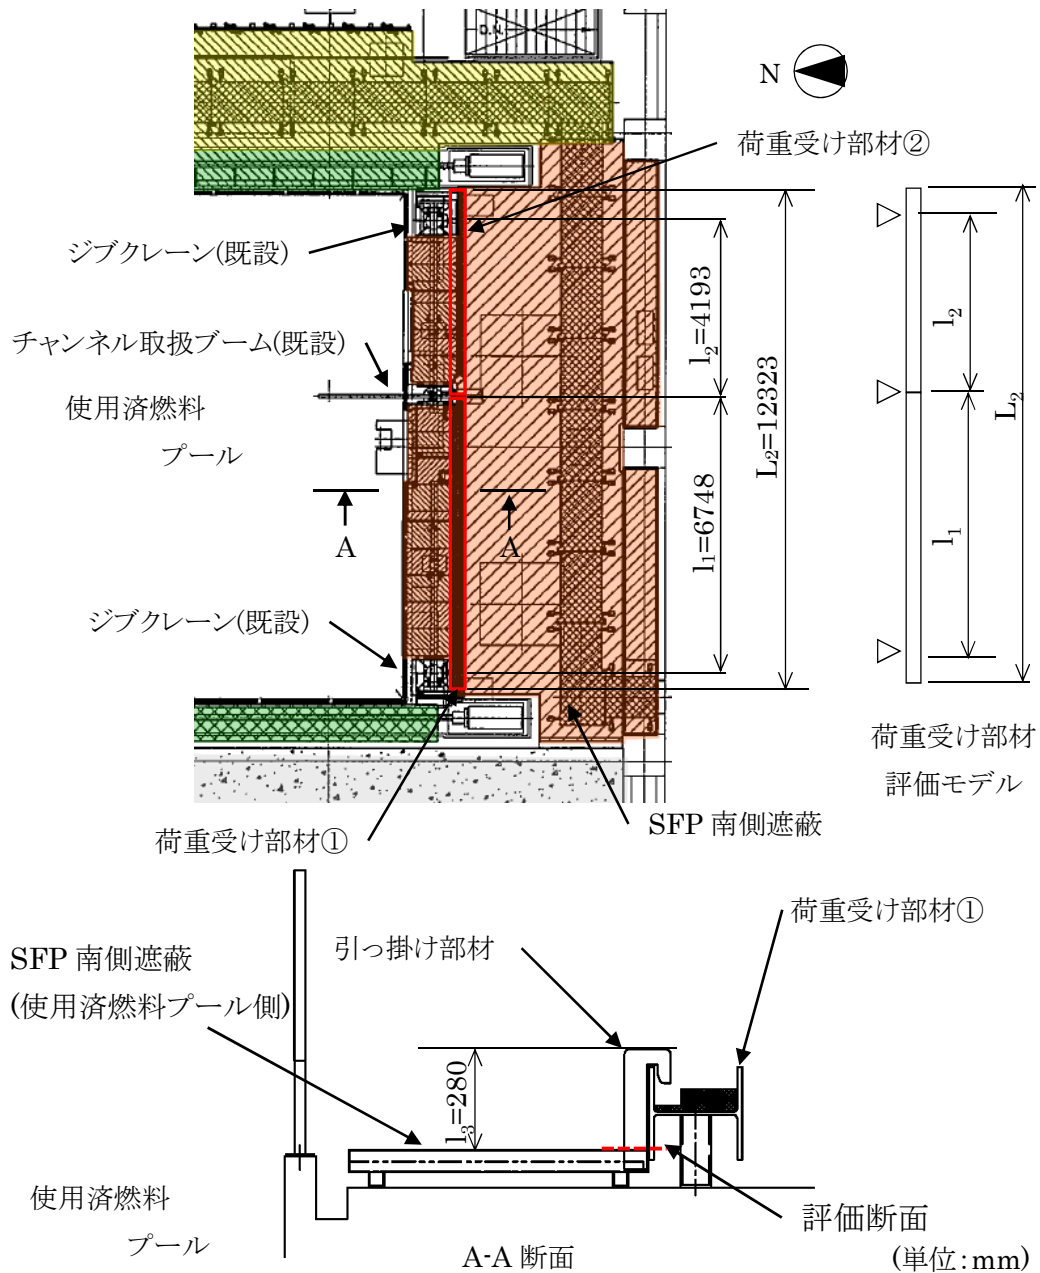 D.N.
N
荷重受け部材②
ジブクレーン(既設)
チャンネル取扱ブーム(既設)
使用済燃料
プール
l₂=4193
L₂=12323
l₁=6748
A
A
ジブクレーン(既設)
l₂
L₂
l₁
荷重受け部材
評価モデル
SFP 南側遮蔽
荷重受け部材①
荷重受け部材①
引っ掛け部材
SFP 南側遮蔽
(使用済燃料プール側)
l₃=280
使用済燃料
プール
A-A 断面
評価断面
(単位:mm)